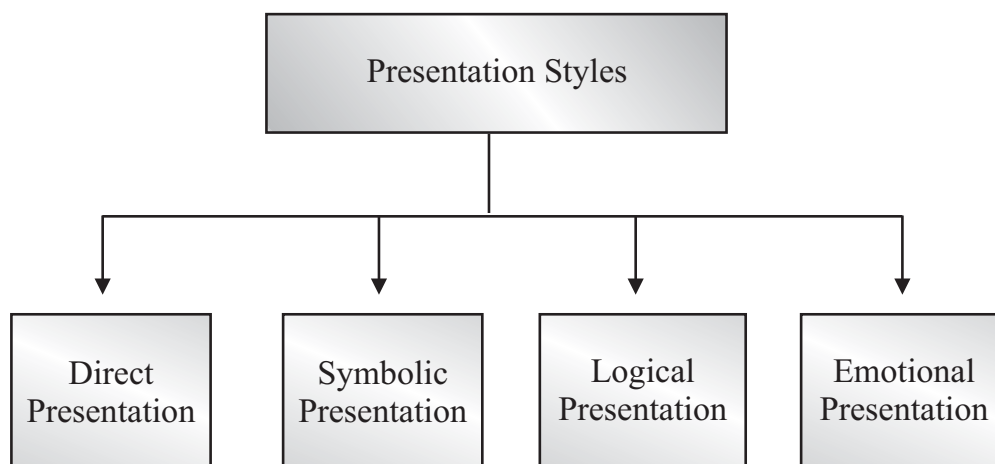 Presentation Styles
Direct
Presentation
Symbolic
Presentation
Logical
Presentation
Emotional
Presentation